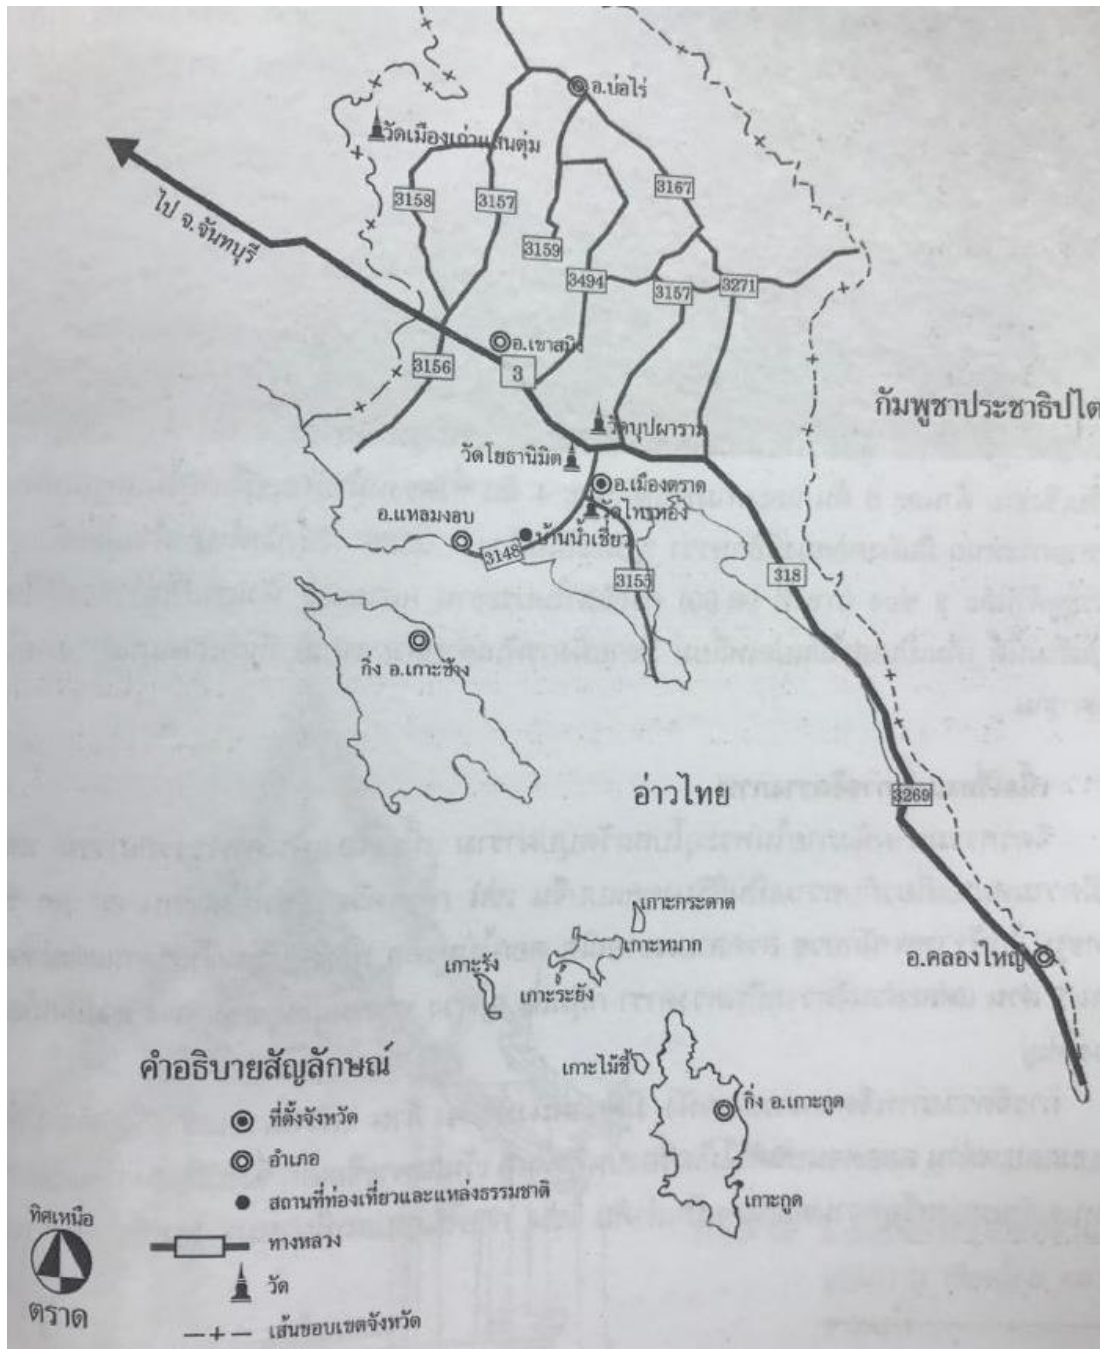 อ.บ่อไร่
วัดเมืองเก่าแสนตุ่ม
3158
3157
3167
ไป จ.จันทบุรี
3159
3494
3157
3271
อ.เขาสมิง
3156
3
กัมพูชาประชาธิปไต
วัดบุปผาราม
วัดโยธานิมิต
อ.เมืองตราด
วัดไทรทอง
อ.แหลมงอบ
บ้านน้ำเชี่ยว
3148
3155
318
กิ่ง อ.เกาะช้าง
อ่าวไทย
3269
เกาะกระดาด
เกาะหมาก
อ.คลองใหญ่
เกาะรัง
เกาะระยัง
เกาะไม้ซี้
กิ่ง อ.เกาะกูด
เกาะกูด
คำอธิบายสัญลักษณ์
ที่ตั้งจังหวัด
อำเภอ
สถานที่ท่องเที่ยวและแหล่งธรรมชาติ
ทางหลวง
วัด
เส้นขอบเขตจังหวัด
ทิศเหนือ
ตราด